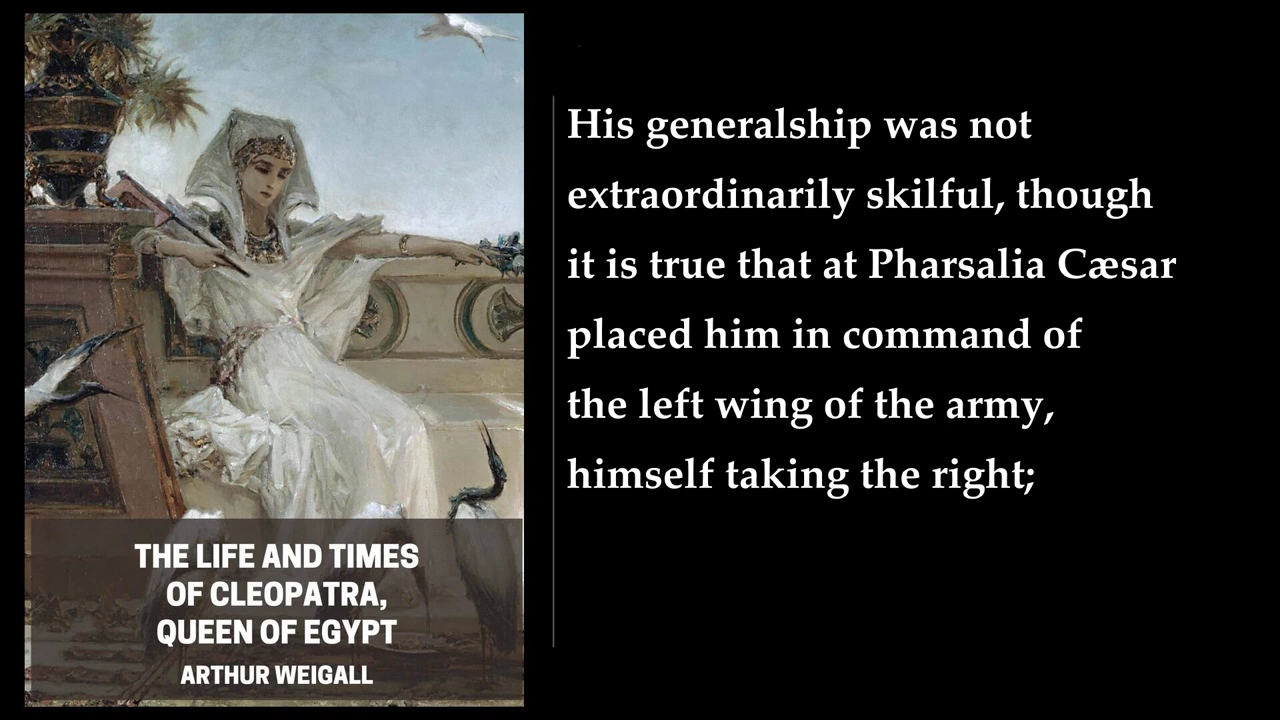 His generalship was not
extraordinarily skilful, though
it is true that at Pharsalia Cæsar
placed him in command of
the left wing of the army,
himself taking the right;
THE LIFE AND TIMES
OF CLEOPATRA,
QUEEN OF EGYPT
ARTHUR WEIGALL